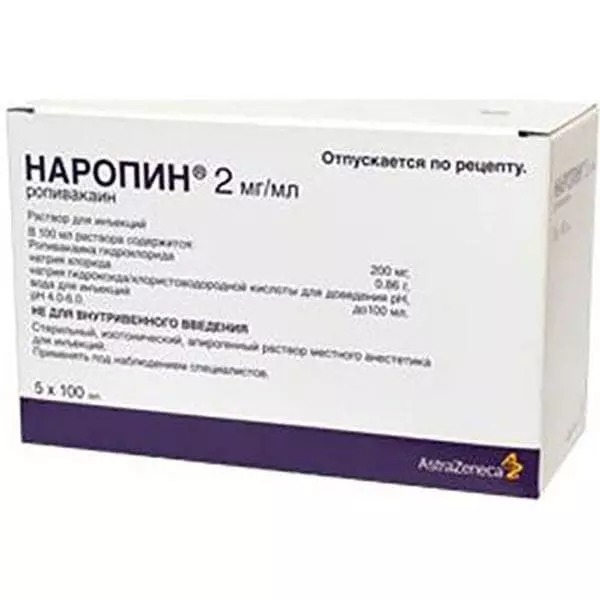 НАРОПИН® 2 мг/мл
ропивакаин
Отпускается по рецепту.
Раствор для инъекций
В 100 мл раствора содержится
Ропивакаина гидрохлорида 200 мг,
натрия хлорида 0.86 г,
натрия гидроксида/хлористоводородной кислоты для доведения pH,
вода для инъекций до100 мл.
pH 4.0-6.0.
НЕ ДЛЯ ВНУТРИВЕННОГО ВВЕДЕНИЯ
Стерильный, изотонический, апирогенный раствор местного анестетика
для инъекций.
Применять под наблюдением специалистов.
5 x 100 мл
AstraZeneca